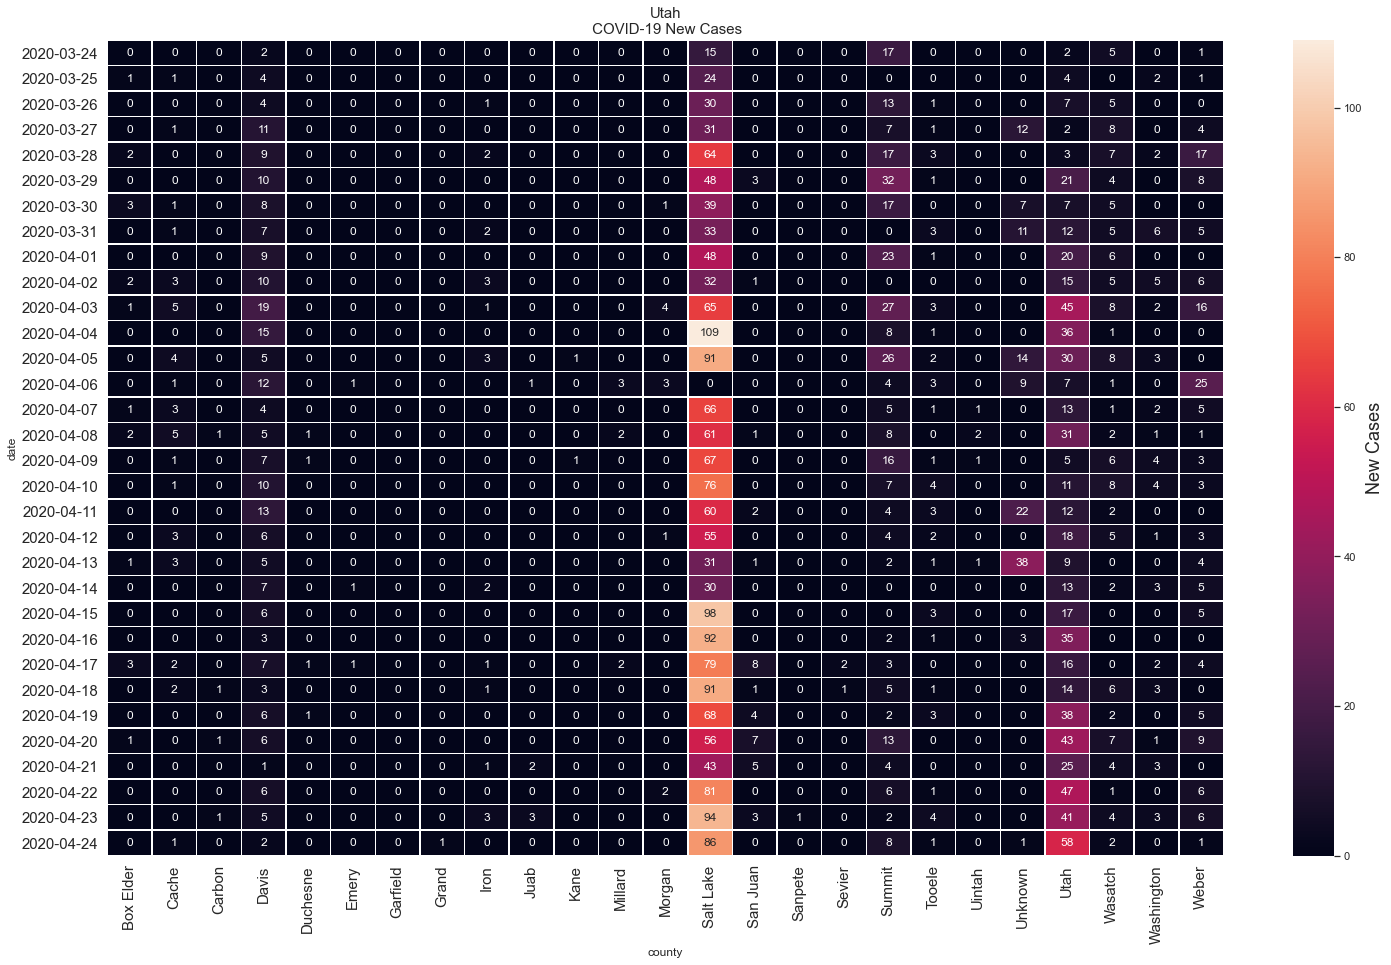 Utah
COVID-19 New Cases
2020-03-24 0 0 0 2 0 0 0 0 0 0 0 0 0 15 0 0 0 17 0 0 0 2 5 0 1
2020-03-25 1 1 0 4 0 0 0 0 0 0 0 0 0 24 0 0 0 0 0 0 0 4 0 2 1
2020-03-26 0 0 0 4 0 0 0 0 1 0 0 0 0 30 0 0 0 13 1 0 0 7 5 0 0
2020-03-27 0 1 0 11 0 0 0 0 0 0 0 0 0 31 0 0 0 7 1 0 12 2 8 0 4
2020-03-28 2 0 0 9 0 0 0 0 2 0 0 0 0 64 0 0 0 17 3 0 0 3 7 2 17
2020-03-29 0 0 0 10 0 0 0 0 0 0 0 0 0 48 3 0 0 32 1 0 0 21 4 0 8
2020-03-30 3 1 0 8 0 0 0 0 0 0 0 0 1 39 0 0 0 17 0 0 7 7 5 0 0
2020-03-31 0 1 0 7 0 0 0 0 2 0 0 0 0 33 0 0 0 0 3 0 11 12 5 6 5
2020-04-01 0 0 0 9 0 0 0 0 0 0 0 0 0 48 0 0 0 23 1 0 0 20 6 0 0
2020-04-02 2 3 0 10 0 0 0 0 3 0 0 0 0 32 1 0 0 0 0 0 0 15 5 5 6
2020-04-03 1 5 0 19 0 0 0 0 1 0 0 0 4 65 0 0 0 27 3 0 0 45 8 2 16
2020-04-04 0 0 0 15 0 0 0 0 0 0 0 0 0 109 0 0 0 8 1 0 0 36 1 0 0
2020-04-05 0 4 0 5 0 0 0 0 3 0 1 0 0 91 0 0 0 26 2 0 14 30 8 3 0
2020-04-06 0 1 0 12 0 1 0 0 0 1 0 3 3 0 0 0 0 4 3 0 9 7 1 0 25
2020-04-07 1 3 0 4 0 0 0 0 0 0 0 0 0 66 0 0 0 5 1 1 0 13 1 2 5
2020-04-08 2 5 1 5 1 0 0 0 0 0 0 2 0 61 1 0 0 8 0 2 0 31 2 1 1
2020-04-09 0 1 0 7 1 0 0 0 0 0 1 0 0 67 0 0 0 16 1 1 0 5 6 4 3
2020-04-10 0 1 0 10 0 0 0 0 0 0 0 0 0 76 0 0 0 7 4 0 0 11 8 4 3
2020-04-11 0 0 0 13 0 0 0 0 0 0 0 0 0 60 2 0 0 4 3 0 22 12 2 0 0
2020-04-12 0 3 0 6 0 0 0 0 0 0 0 0 1 55 0 0 0 4 2 0 0 18 5 1 3
2020-04-13 1 3 0 5 0 0 0 0 0 0 0 0 0 31 1 0 0 2 1 1 38 9 0 0 4
2020-04-14 0 0 0 7 0 1 0 0 2 0 0 0 0 30 0 0 0 0 0 0 0 13 2 3 5
2020-04-15 0 0 0 6 0 0 0 0 0 0 0 0 0 98 0 0 0 0 3 0 0 17 0 0 5
2020-04-16 0 0 0 3 0 0 0 0 0 0 0 0 0 92 0 0 0 2 1 0 3 35 0 0 0
2020-04-17 3 2 0 7 1 1 0 0 1 0 0 2 0 79 8 0 2 3 0 0 0 16 0 2 4
2020-04-18 0 2 1 3 0 0 0 0 1 0 0 0 0 91 1 0 1 5 1 0 0 14 6 3 0
2020-04-19 0 0 0 6 1 0 0 0 0 0 0 0 0 68 4 0 0 2 3 0 0 38 2 0 5
2020-04-20 1 0 1 6 0 0 0 0 0 0 0 0 0 56 7 0 0 13 0 0 0 43 7 1 9
2020-04-21 0 0 0 1 0 0 0 0 1 2 0 0 0 43 5 0 0 4 0 0 0 25 4 3 0
2020-04-22 0 0 0 6 0 0 0 0 0 0 0 0 2 81 0 0 0 6 1 0 0 47 1 0 6
2020-04-23 0 0 1 5 0 0 0 0 3 3 0 0 0 94 3 1 0 2 4 0 0 41 4 3 6
2020-04-24 0 1 0 2 0 0 0 1 0 0 0 0 0 86 0 0 0 8 1 0 1 58 2 0 1
date
Box Elder Cache Carbon Davis Duchesne Emery Garfield Grand Iron Juab Kane Millard Morgan Salt Lake San Juan Sanpete Sevier Summit Tooele Uintah Unknown Utah Wasatch Washington Weber
county
100
80
60
40
20
0
New Cases